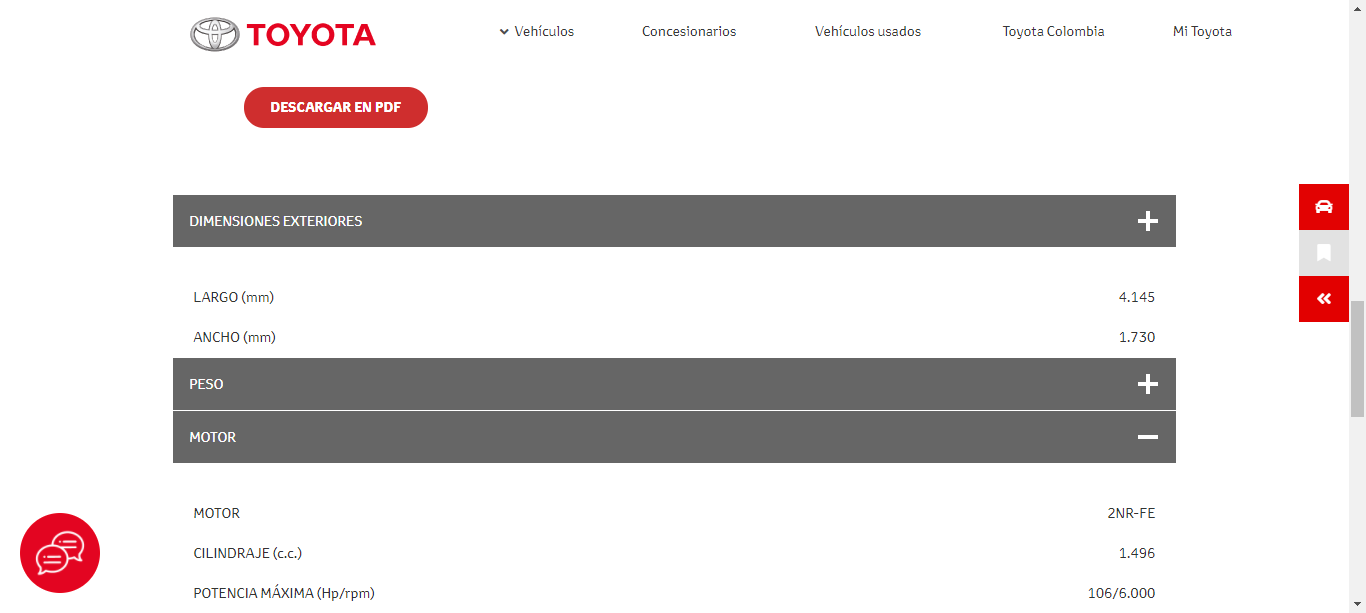 TOYOTA
Vehículos
Concesionarios
Vehículos usados
Toyota Colombia
Mi Toyota
DESCARGAR EN PDF
DIMENSIONES EXTERIORES
LARGO (mm) 4.145
ANCHO (mm) 1.730
PESO
MOTOR
MOTOR 2NR-FE
CILINDRAJE (c.c.) 1.496
POTENCIA MÁXIMA (Hp/rpm) 106/6.000